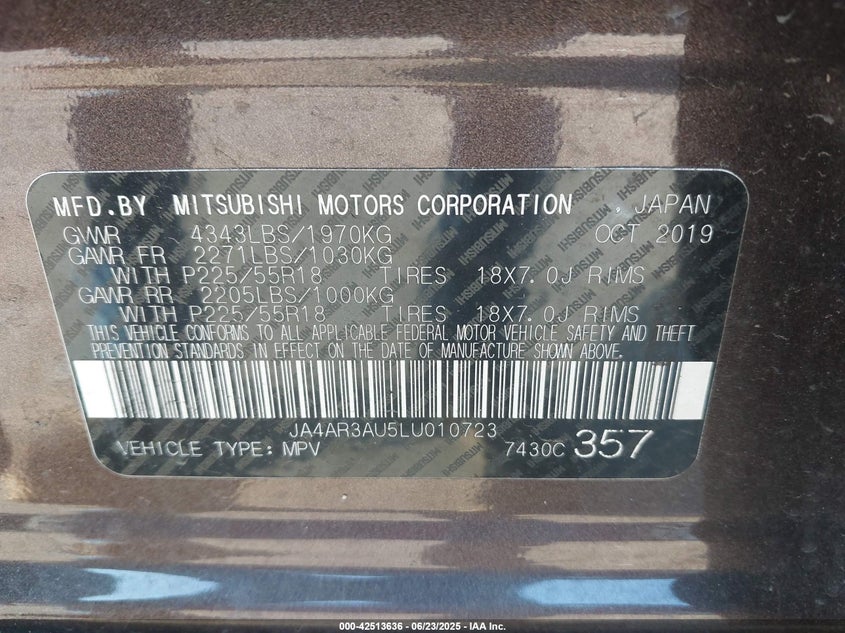 MFD.BY MITSUBISHI MOTORS CORPORATION , JAPAN
GVWR 4343LBS/1970KG OCT 2019
GAWR FR 2271LBS/1030KG
WITH P225/55R18 TIRES 18X7.0J RIMS
GAWR RR 2205LBS/1000KG
WITH P225/55R18 TIRES 18X7.0J RIMS
THIS VEHICLE CONFORMS TO ALL APPLICABLE FEDERAL MOTOR VEHICLE SAFETY AND THEFT
PREVENTION STANDARDS IN EFFECT ON THE DATE OF MANUFACTURE SHOWN ABOVE.
JA4AR3AU5LU010723
VEHICLE TYPE: MPV 7430C 357
000-42513636 - 06/23/2025 - IAA Inc.